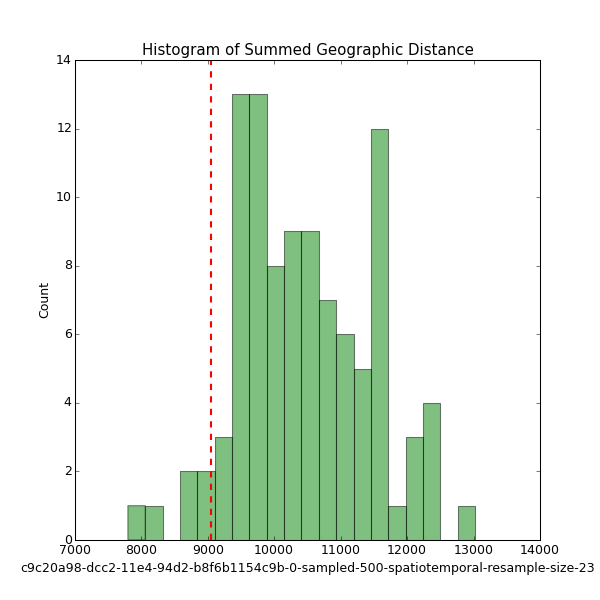 Histogram of Summed Geographic Distance
14
12
10
8
6
4
2
0
Count
7000 8000 9000 10000 11000 12000 13000 14000
c9c20a98-dcc2-11e4-94d2-b8f6b1154c9b-0-sampled-500-spatiotemporal-resample-size-23